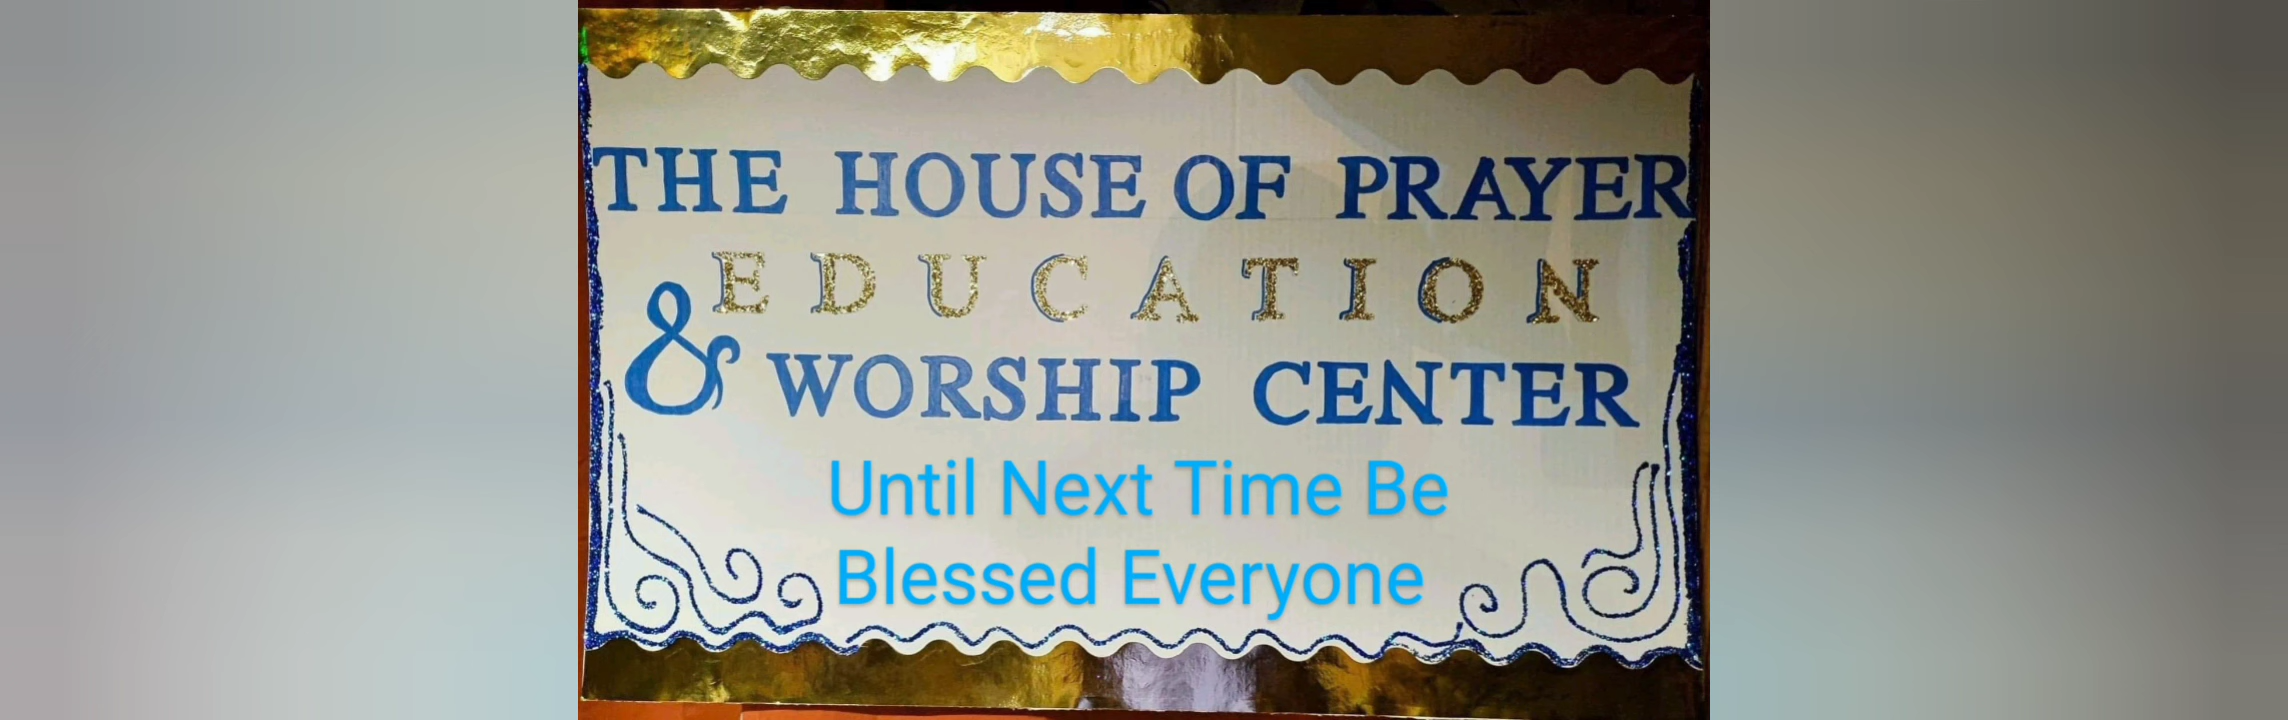 THE HOUSE OF PRAYER
EDUCATION
& WORSHIP CENTER
Until Next Time Be
Blessed Everyone